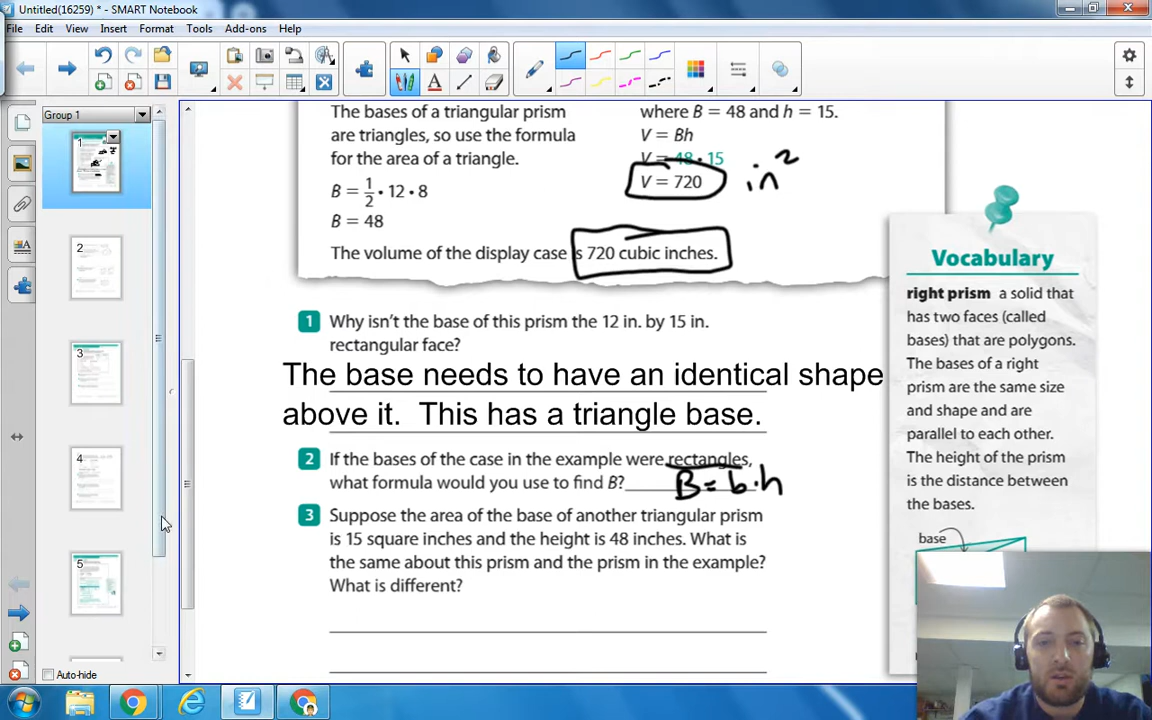 Untitled(16259) * - SMART Notebook
File Edit View Insert Format Tools Add-ons Help
Group 1
1
2
3
4
5
Auto-hide
The bases of a triangular prism
are triangles, so use the formula
for the area of a triangle.
B = 1/2 • 12 • 8
B = 48
where B = 48 and h = 15.
V = Bh
V = 48 • 15
V = 720 in²
The volume of the display case is 720 cubic inches.
1 Why isn't the base of this prism the 12 in. by 15 in.
rectangular face?
The base needs to have an identical shape
above it. This has a triangle base.
2 If the bases of the case in the example were rectangles,
what formula would you use to find B? B = b·h
3 Suppose the area of the base of another triangular prism
is 15 square inches and the height is 48 inches. What is
the same about this prism and the prism in the example?
What is different?
Vocabulary
right prism a solid that
has two faces (called
bases) that are polygons.
The bases of a right
prism are the same size
and shape and are
parallel to each other.
The height of the prism
is the distance between
the bases.
base